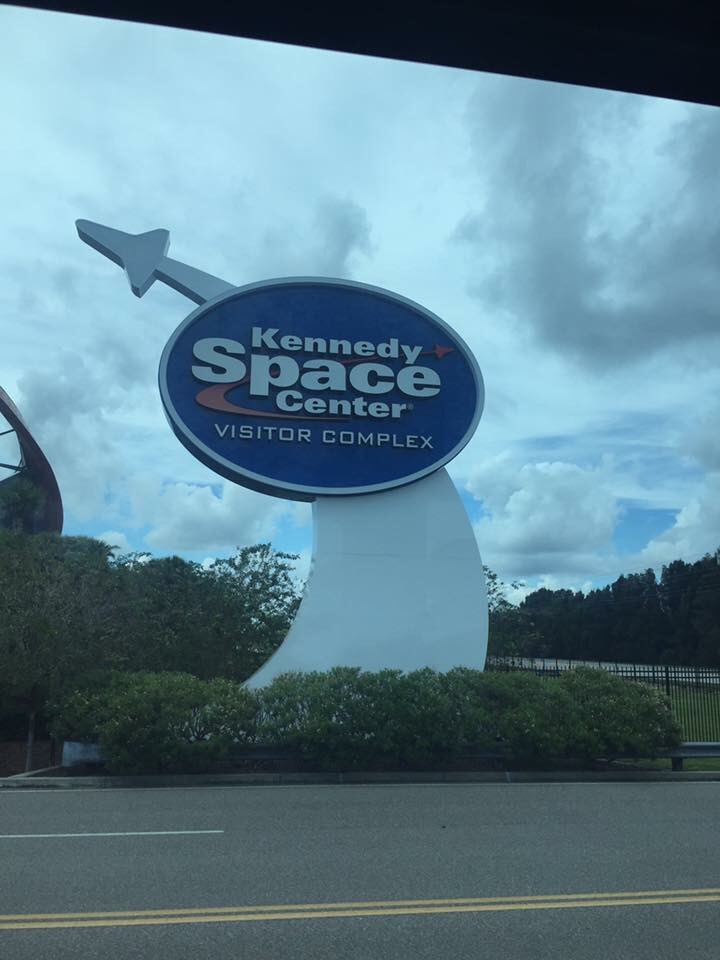 Kennedy
Space
Center®
VISITOR COMPLEX